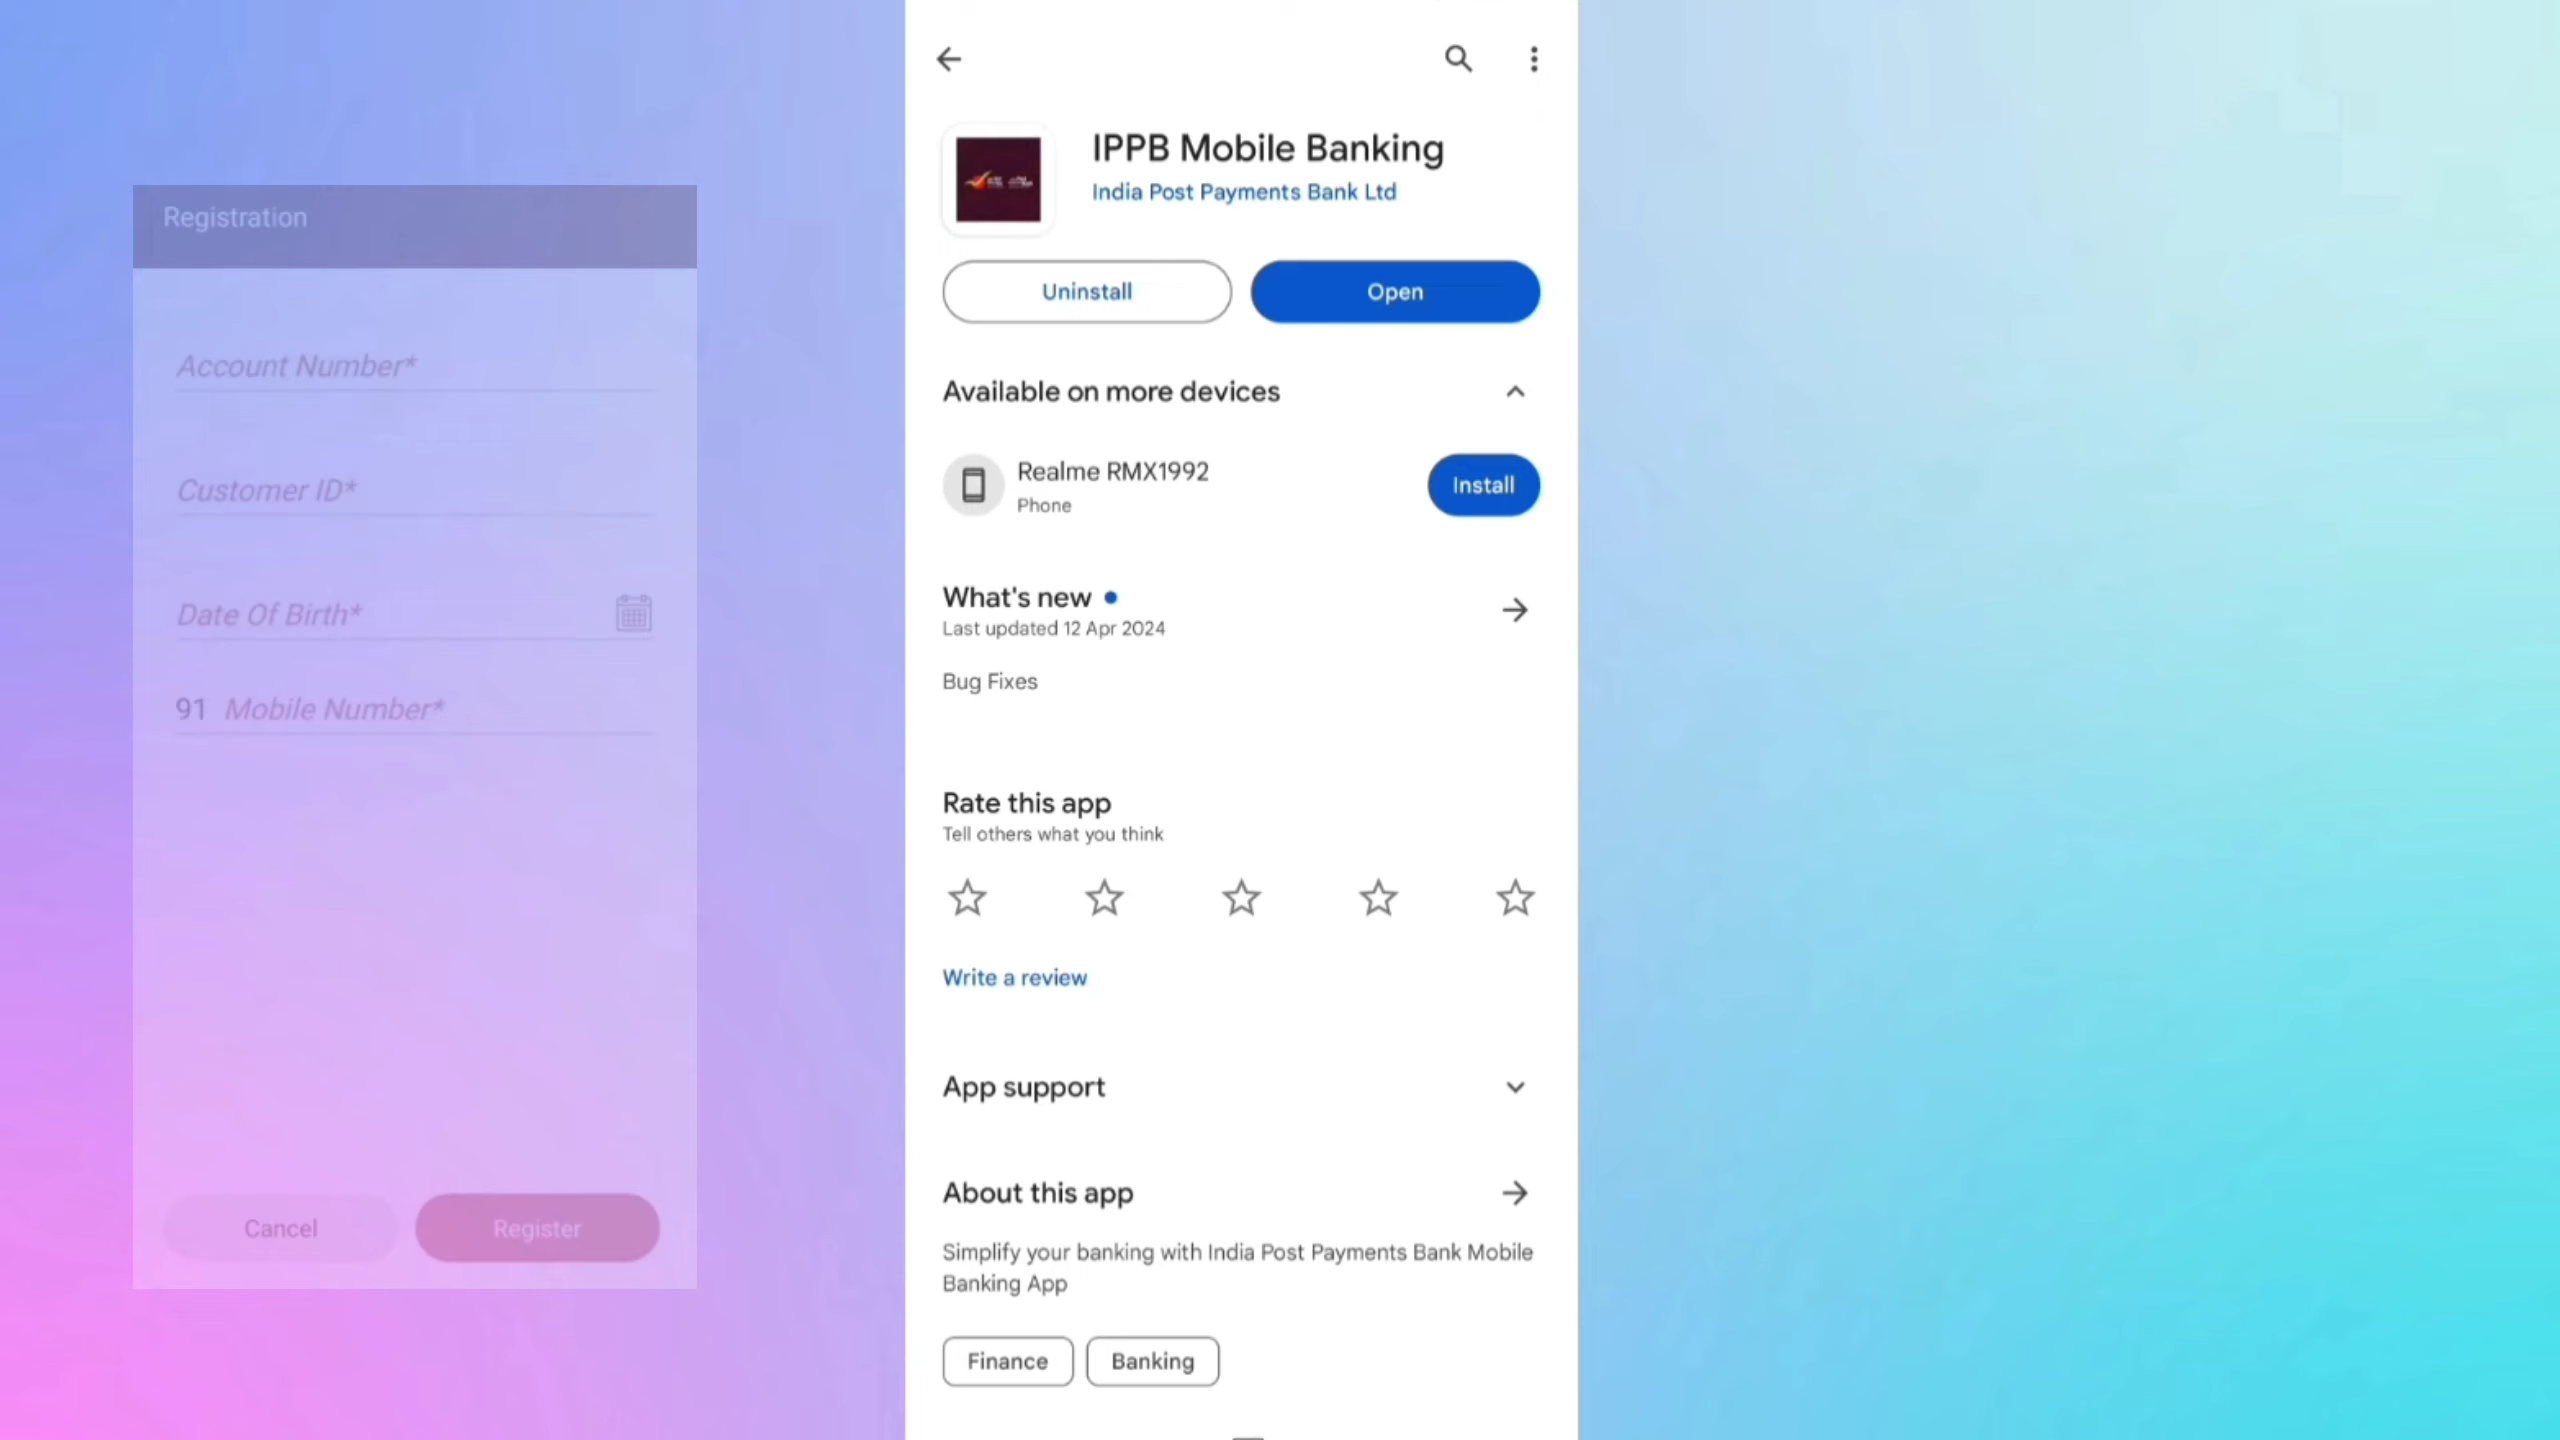 Registration
Account Number*
Customer ID*
Date Of Birth*
91 Mobile Number*
Cancel
Register
IPPB Mobile Banking
India Post Payments Bank Ltd
Uninstall
Open
Available on more devices
Realme RMX1992
Phone
Install
What's new
Last updated 12 Apr 2024
Bug Fixes
Rate this app
Tell others what you think
Write a review
App support
About this app
Simplify your banking with India Post Payments Bank Mobile
Banking App
Finance
Banking